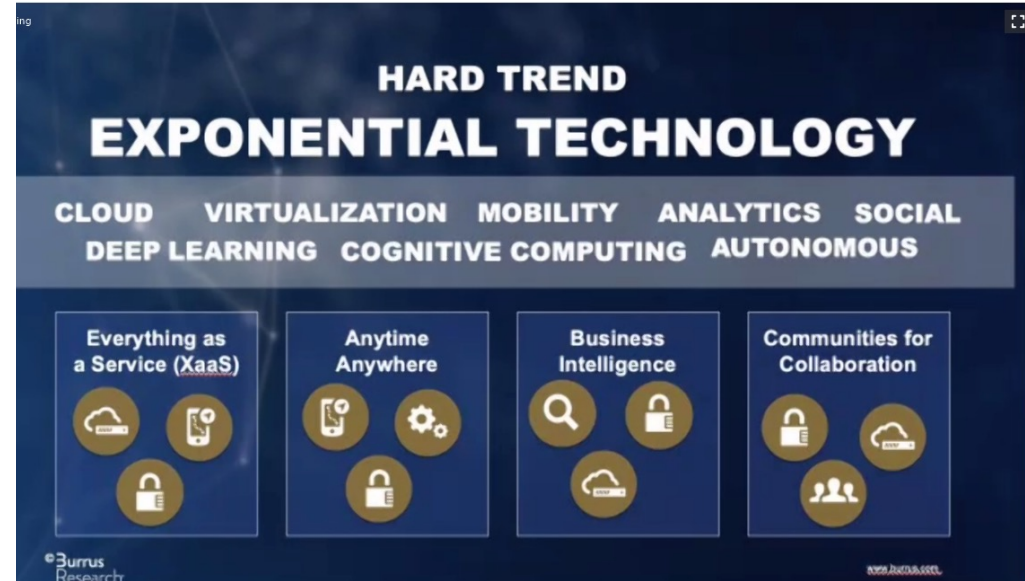 ing
HARD TREND
EXPONENTIAL TECHNOLOGY
CLOUD VIRTUALIZATION MOBILITY ANALYTICS SOCIAL
DEEP LEARNING COGNITIVE COMPUTING AUTONOMOUS
Everything as
a Service (XaaS)
Anytime
Anywhere
Business
Intelligence
Communities for
Collaboration
©Burrus
Research
www.burrus.com